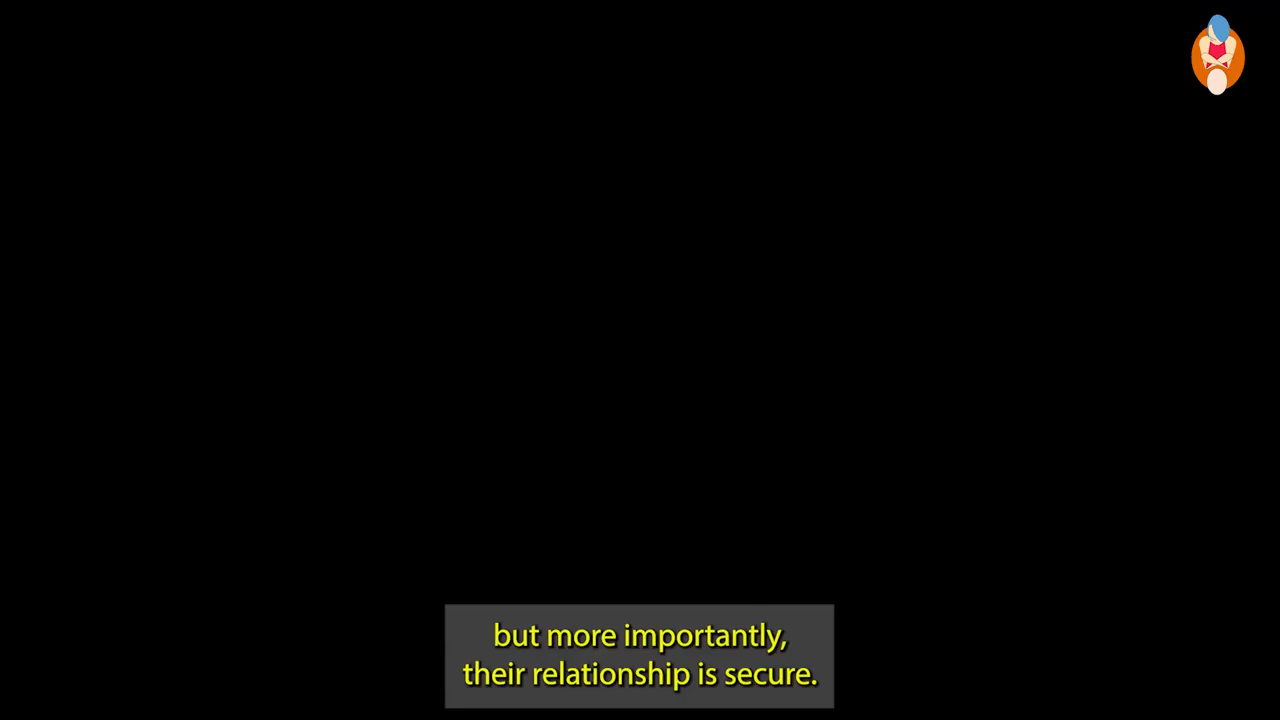 but more importantly,
their relationship is secure.